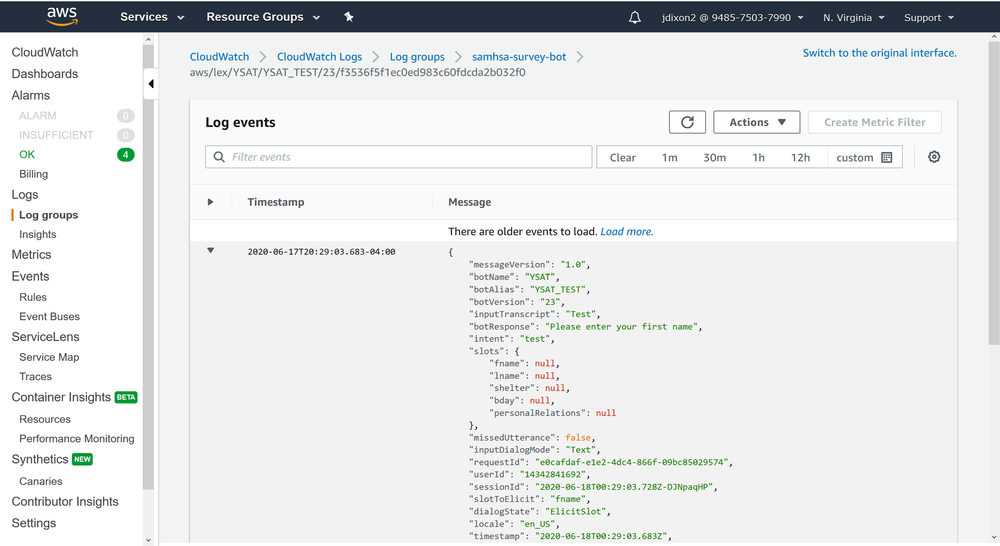 aws
Services
Resource Groups
jdixon2 @ 9485-7503-7990
N. Virginia
Support
CloudWatch
Dashboards
Alarms
ALARM 0
INSUFFICIENT 0
OK 4
Billing
Logs
Log groups
Insights
Metrics
Events
Rules
Event Buses
ServiceLens
Service Map
Traces
Container Insights BETA
Resources
Performance Monitoring
Synthetics NEW
Canaries
Contributor Insights
Settings
CloudWatch
CloudWatch Logs
Log groups
samhsa-survey-bot
aws/lex/YSAT/YSAT_TEST/23/f3536f5f1ec0ed983c60fdcda2b032f0
Switch to the original interface.
Log events
Actions
Create Metric Filter
Filter events
Clear
1m
30m
1h
12h
custom
Timestamp
Message
There are older events to load. Load more.
2020-06-17T20:29:03.683-04:00
{
"messageVersion": "1.0",
"botName": "YSAT",
"botAlias": "YSAT_TEST",
"botVersion": "23",
"inputTranscript": "Test",
"botResponse": "Please enter your first name",
"intent": "test",
"slots": {
"fname": null,
"lname": null,
"shelter": null,
"bday": null,
"personalRelations": null
},
"missedUtterance": false,
"inputDialogMode": "Text",
"requestId": "e0cafdaf-e1e2-4dc4-866f-09bc85029574",
"userId": "14342841692",
"sessionId": "2020-06-18T00:29:03.728Z-DJNpaqHP",
"slotToElicit": "fname",
"dialogState": "ElicitSlot",
"locale": "en_US",
"timestamp": "2020-06-18T00:29:03.683Z",